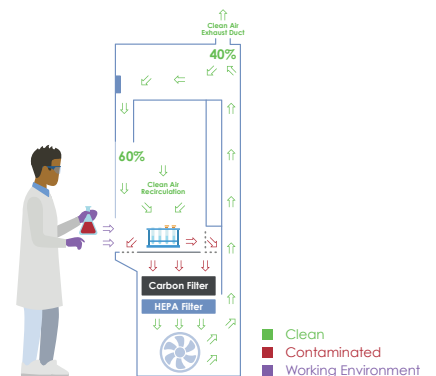 Clean Air
Exhaust Duct
40%
60%
Clean Air
Recirculation
Carbon Filter
HEPA Filter
Clean
Contaminated
Working Environment